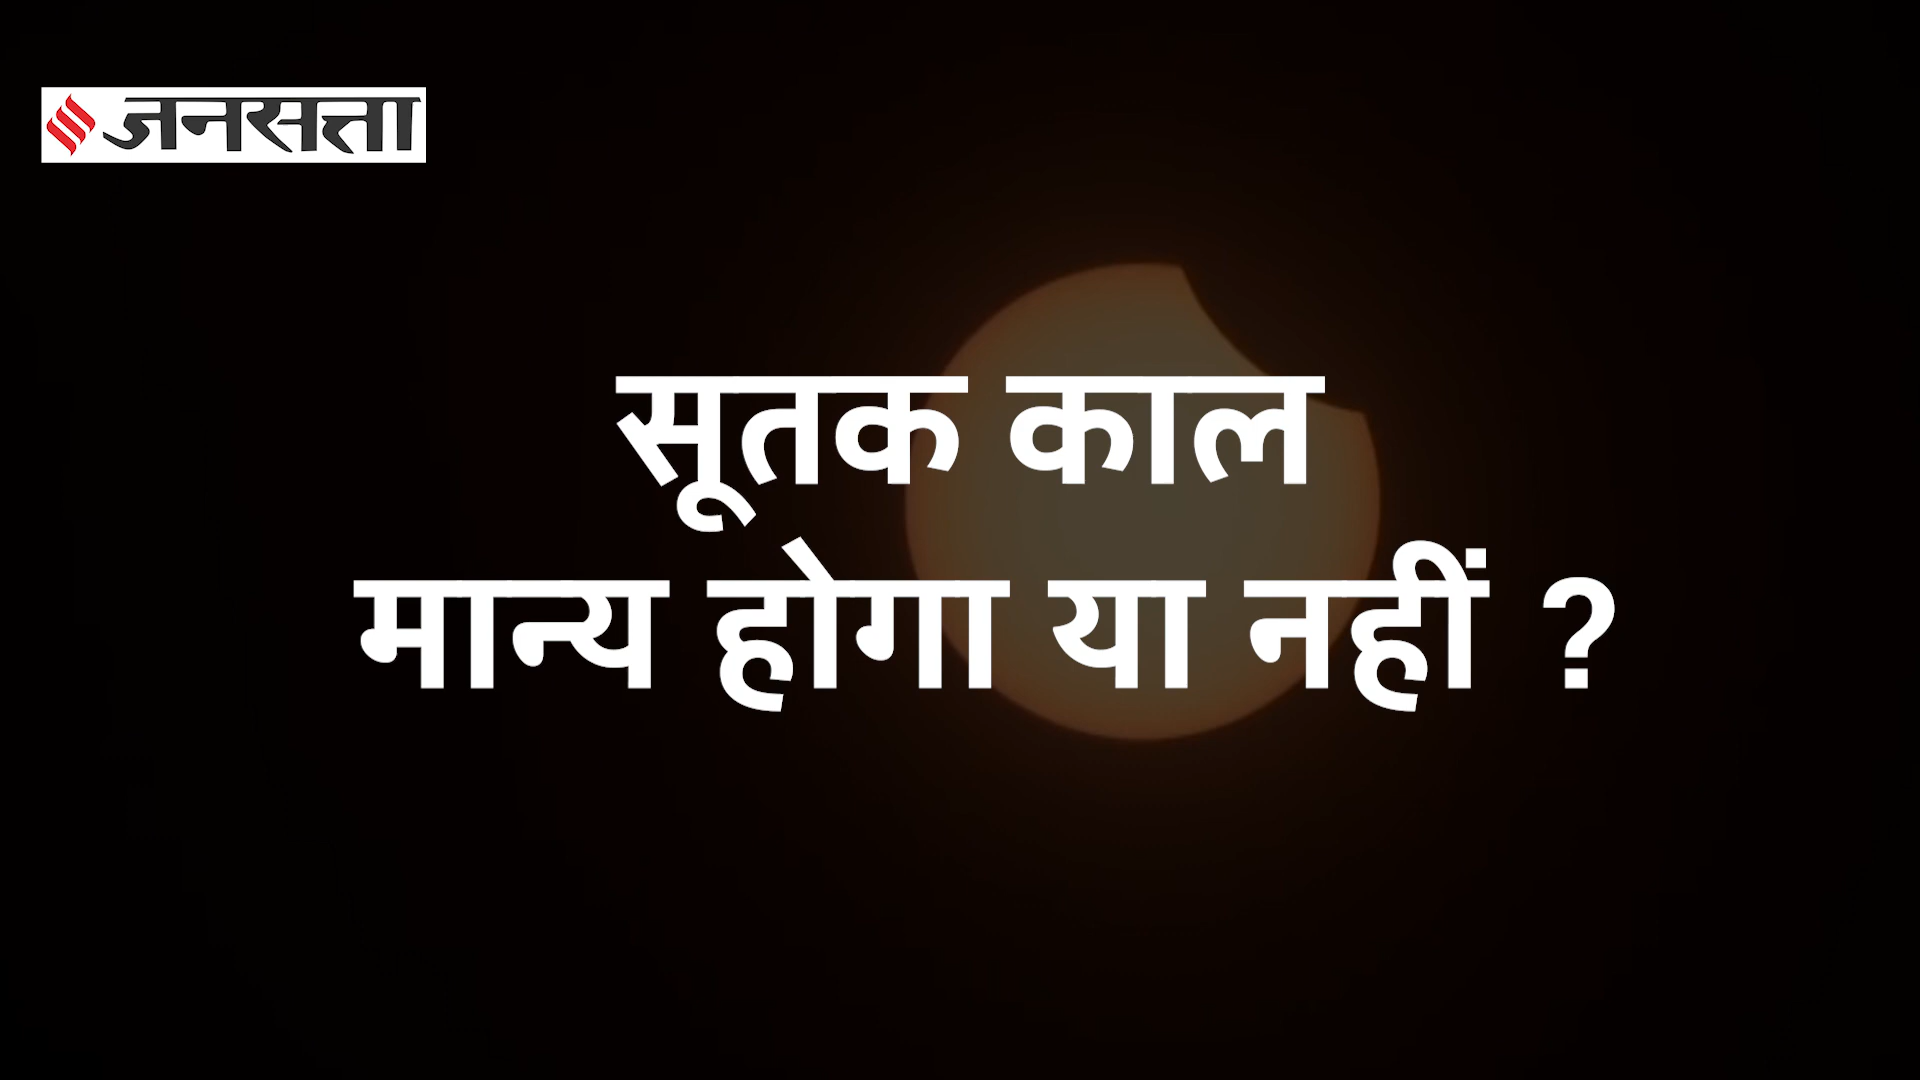 जनसत्ता
सूतक काल
मान्य होगा या नहीं ?